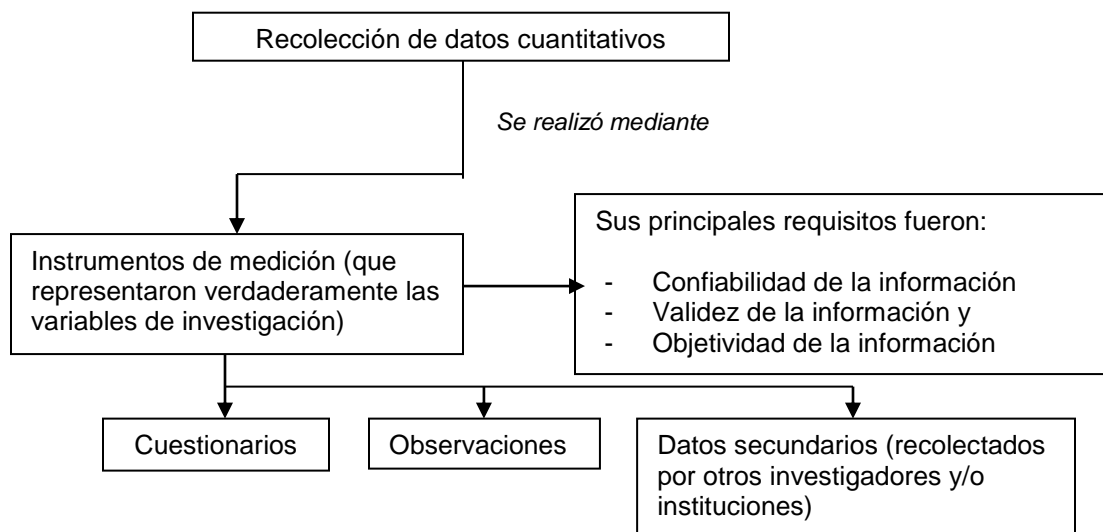 Recolección de datos cuantitativos
Se realizó mediante
Sus principales requisitos fueron:
- Confiabilidad de la información
- Validez de la información y
- Objetividad de la información
Instrumentos de medición (que
representaron verdaderamente las
variables de investigación)
Cuestionarios
Observaciones
Datos secundarios (recolectados
por otros investigadores y/o
instituciones)